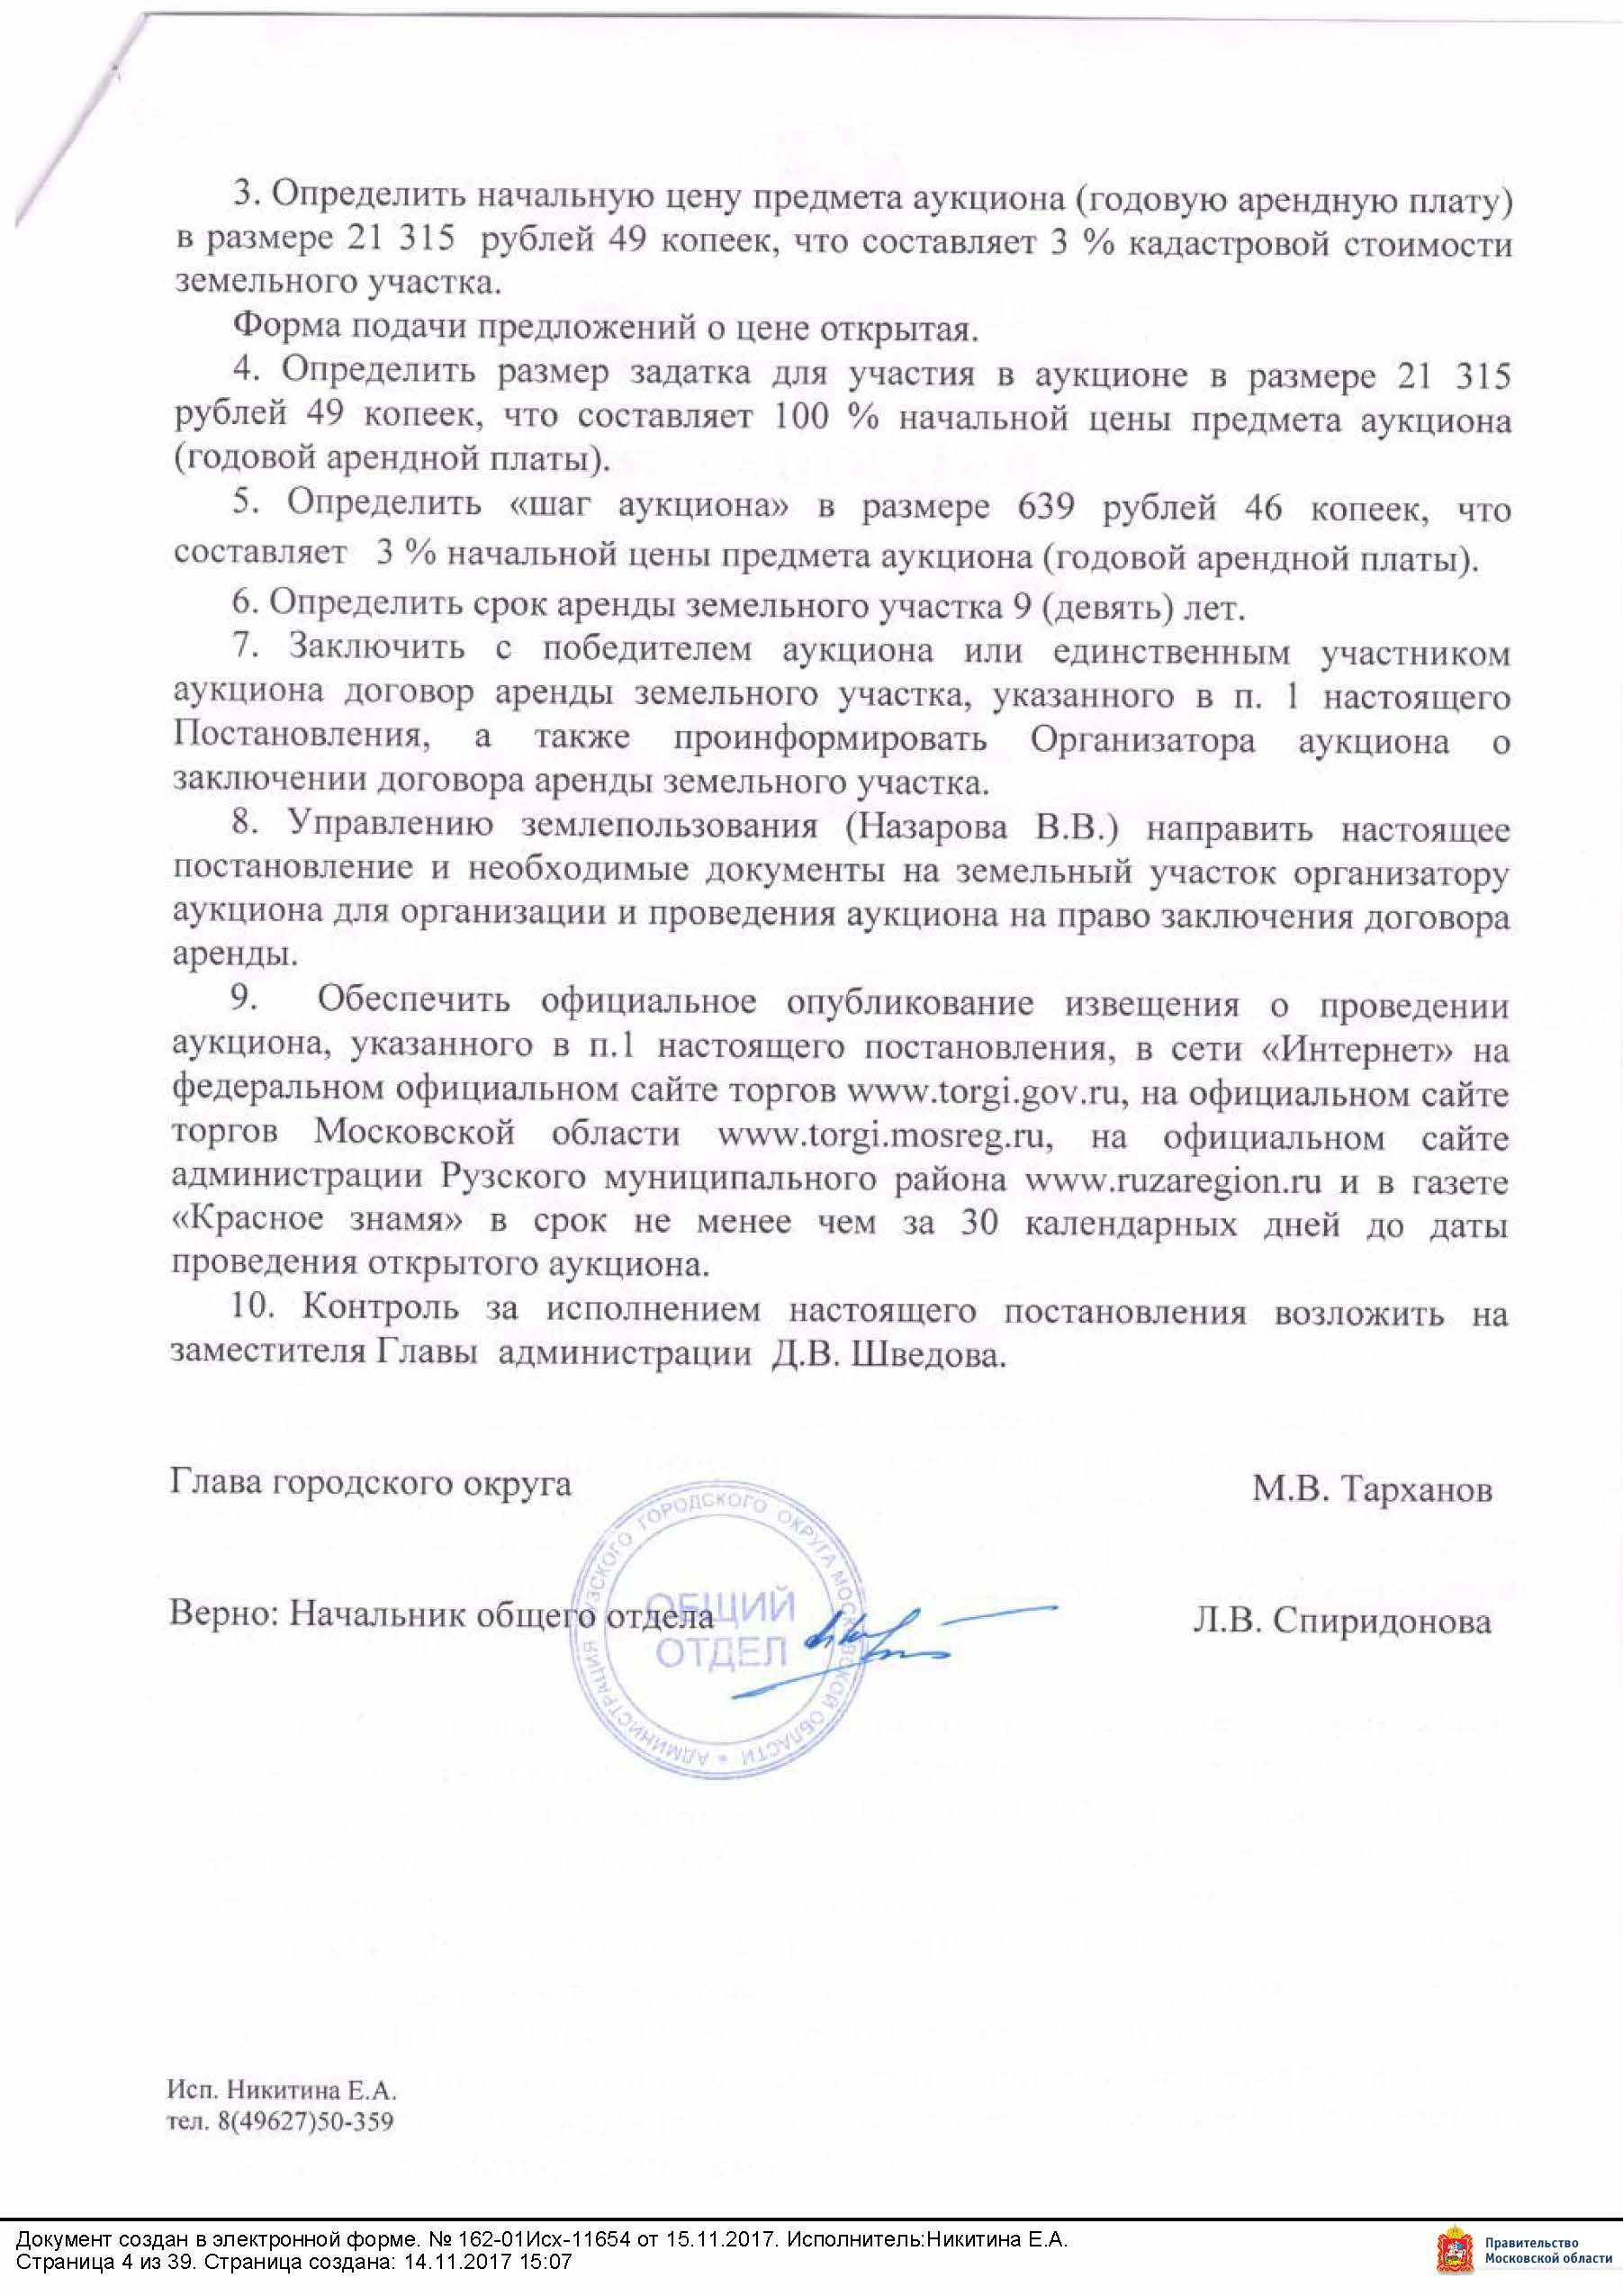 3. Определить начальную цену предмета аукциона (годовую арендную плату)
в размере 21 315 рублей 49 копеек, что составляет 3 % кадастровой стоимости
земельного участка.
Форма подачи предложений о цене открытая.
4. Определить размер задатка для участия в аукционе в размере 21 315
рублей 49 копеек, что составляет 100 % начальной цены предмета аукциона
(годовой арендной платы).
5. Определить «шаг аукциона» в размере 639 рублей 46 копеек, что
составляет 3 % начальной цены предмета аукциона (годовой арендной платы).
6. Определить срок аренды земельного участка 9 (девять) лет.
7. Заключить с победителем аукциона или единственным участником
аукциона договор аренды земельного участка, указанного в п. 1 настоящего
Постановления, а также проинформировать Организатора аукциона о
заключении договора аренды земельного участка.
8. Управлению землепользования (Назарова В.В.) направить настоящее
постановление и необходимые документы на земельный участок организатору
аукциона для организации и проведения аукциона на право заключения договора
аренды.
9. Обеспечить официальное опубликование извещения о проведении
аукциона, указанного в п.1 настоящего постановления, в сети «Интернет» на
федеральном официальном сайте торгов www.torgi.gov.ru, на официальном сайте
торгов Московской области www.torgi.mosreg.ru, на официальном сайте
администрации Рузского муниципального района www.ruzaregion.ru и в газете
«Красное знамя» в срок не менее чем за 30 календарных дней до даты
проведения открытого аукциона.
10. Контроль за исполнением настоящего постановления возложить на
заместителя Главы администрации Д.В. Шведова.
Глава городского округа М.В. Тарханов
АДМИНИСТРАЦИЯ РУЗСКОГО ГОРОДСКОГО ОКРУГА МОСКОВСКОЙ ОБЛАСТИ
ОБЩИЙ
ОТДЕЛ
Верно: Начальник общего отдела Л.В. Спиридонова
Исп. Никитина Е.А.
тел. 8(49627)50-359
Документ создан в электронной форме. № 162-01Исх-11654 от 15.11.2017. Исполнитель:Никитина Е.А.
Страница 4 из 39. Страница создана: 14.11.2017 15:07
Правительство
Московской области